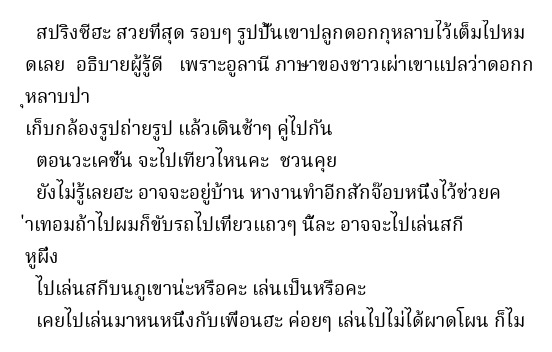 สปริงซีฮะ สวยที่สุด รอบๆ รูปปั้นเขาปลูกดอกกุหลาบไว้เต็มไปหม
ดเลย  อธิบายผู้รู้ดี   เพราะอูลานี ภาษาของชาวเผ่าเขาแปลว่าดอกก
ุหลาบป่า
เก็บกล้องรูปถ่ายรูป แล้วเดินช้าๆ คู่ไปกัน
ตอนวะเคชั่น จะไปเที่ยวไหนคะ  ชวนคุย
ยังไม่รู้เลยฮะ อาจจะอยู่บ้าน หางานทำอีกสักจ๊อบหนึ่งไว้ช่วยค
่าเทอมถ้าไปผมก็ขับรถไปเที่ยวแถวๆ นี้ละ อาจจะไปเล่นสกี
หูผึ่ง
ไปเล่นสกีบนภูเขาน่ะหรือคะ เล่นเป็นหรือคะ
เคยไปเล่นมาหนหนึ่งกับเพื่อนฮะ ค่อยๆ เล่นไปไม่ได้ผาดโผน ก็ไม